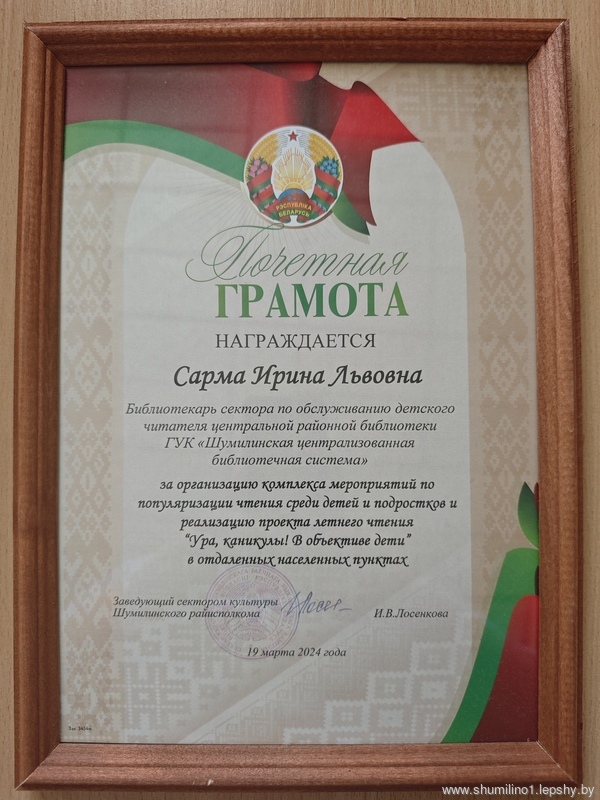 РЭСПУБЛІКА
БЕЛАРУСЬ
Почетная
ГРАМОТА
НАГРАЖДАЕТСЯ
Сарма Ирина Львовна
Библиотекарь сектора по обслуживанию детского
читателя центральной районной библиотеки
ГУК «Шумилинская централизованная
библиотечная система»
за организацию комплекса мероприятий по
популяризации чтения среди детей и подростков и
реализацию проекта летнего чтения
“Ура, каникулы! В объективе дети”
в отдаленных населенных пунктах
Заведующий сектором культуры
Шумилинского райисполкома
И.В.Лосенкова
19 марта 2024 года
www.shumilino1.lepshy.by